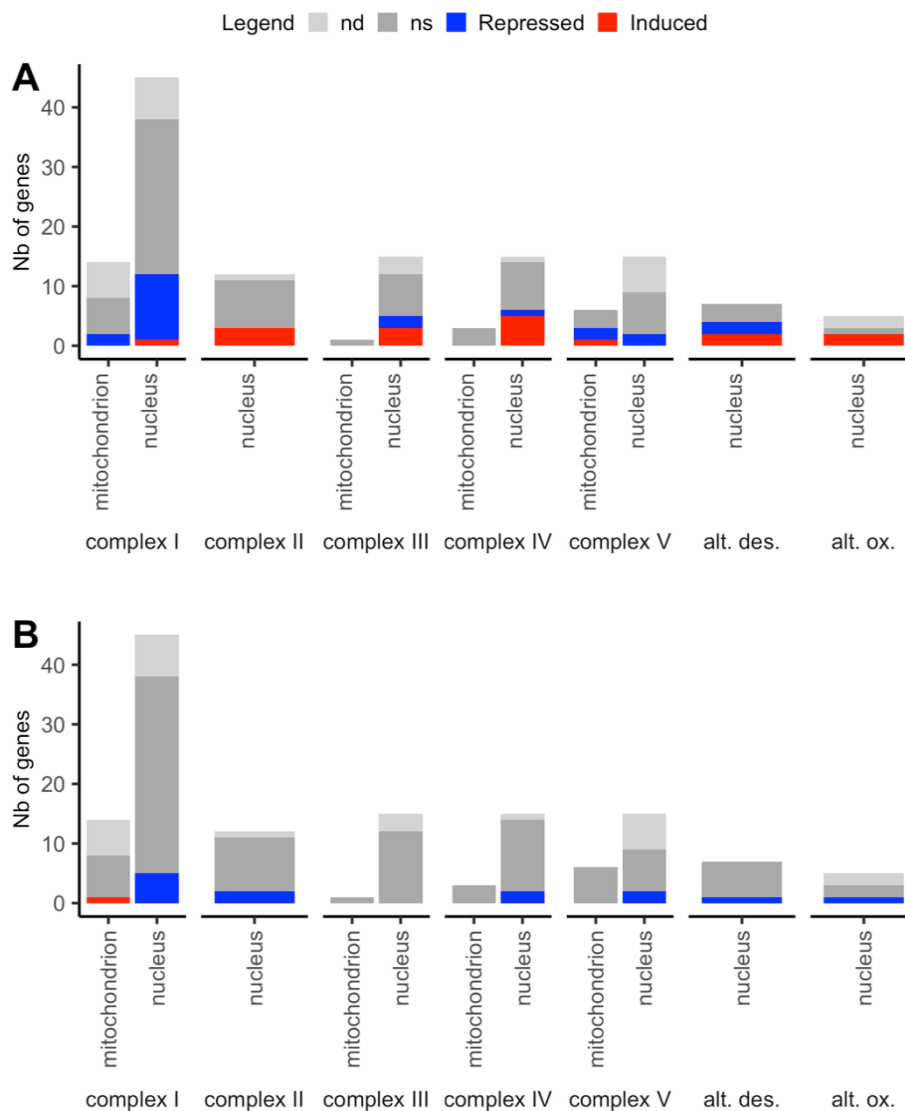 Legend nd ns Repressed Induced
A
Nb of genes
40
30
20
10
0
mitochondrion nucleus nucleus mitochondrion nucleus mitochondrion nucleus mitochondrion nucleus nucleus nucleus
complex I complex II complex III complex IV complex V alt. des. alt. ox.
B
Nb of genes
40
30
20
10
0
mitochondrion nucleus nucleus mitochondrion nucleus mitochondrion nucleus mitochondrion nucleus nucleus nucleus
complex I complex II complex III complex IV complex V alt. des. alt. ox.